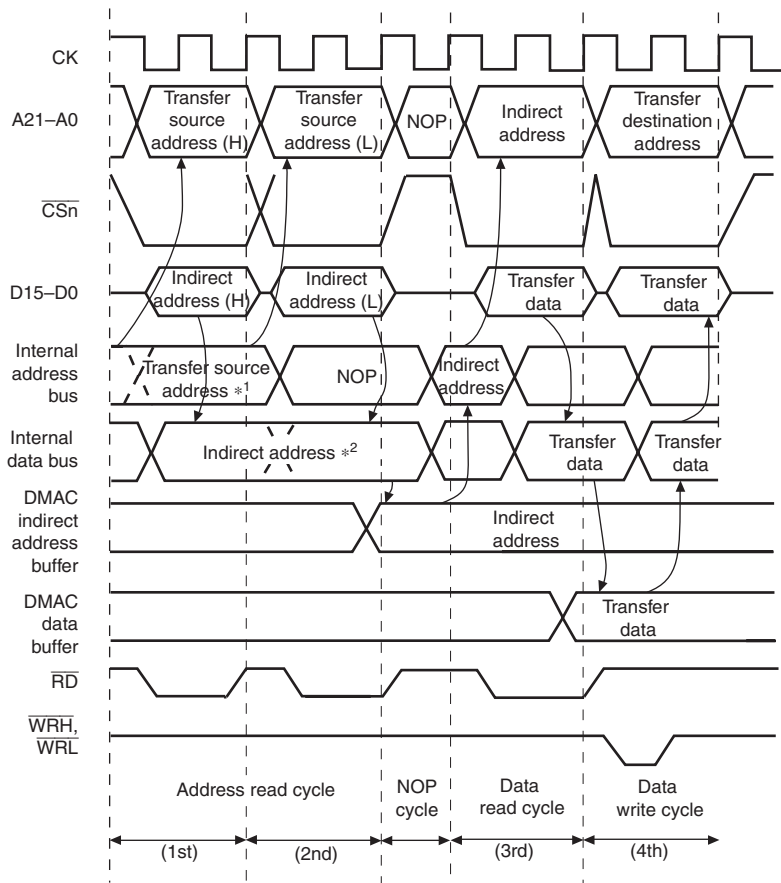 CK
A21–A0
Transfer
source
address (H)
Transfer
source
address (L)
NOP
Indirect
address
Transfer
destination
address
CSn
D15–D0
Indirect
address (H)
Indirect
address (L)
Transfer
data
Transfer
data
Internal
address
bus
Transfer source
address *1
NOP
Indirect
address
Internal
data bus
Indirect address *2
Transfer
data
Transfer
data
DMAC
indirect
address
buffer
Indirect
address
DMAC
data
buffer
Transfer
data
RD
WRH,
WRL
Address read cycle
NOP
cycle
Data
read cycle
Data
write cycle
(1st)
(2nd)
(3rd)
(4th)